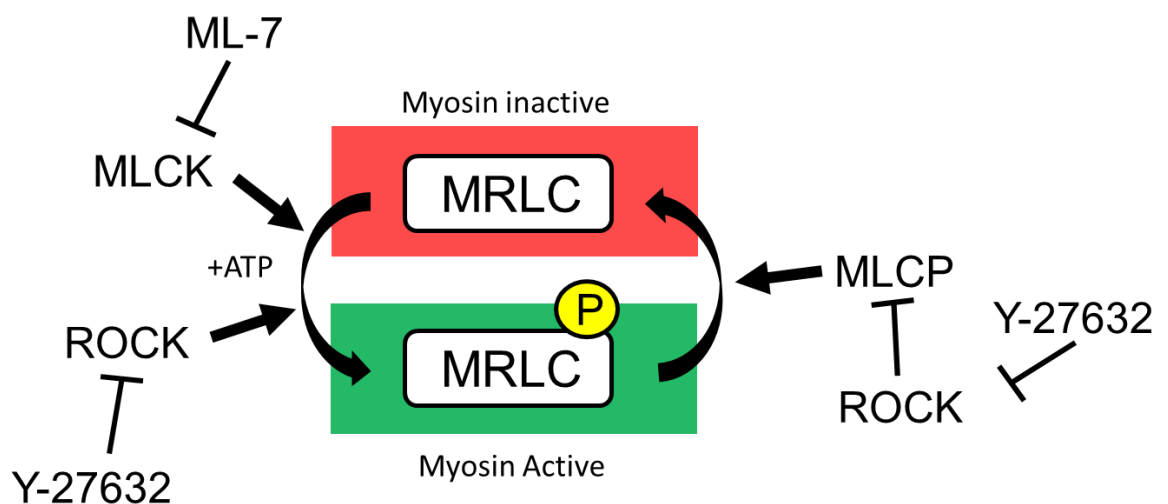 ML-7
Myosin inactive
MLCK
MRLC
+ATP
MLCP
P
Y-27632
ROCK
MRLC
ROCK
Myosin Active
Y-27632